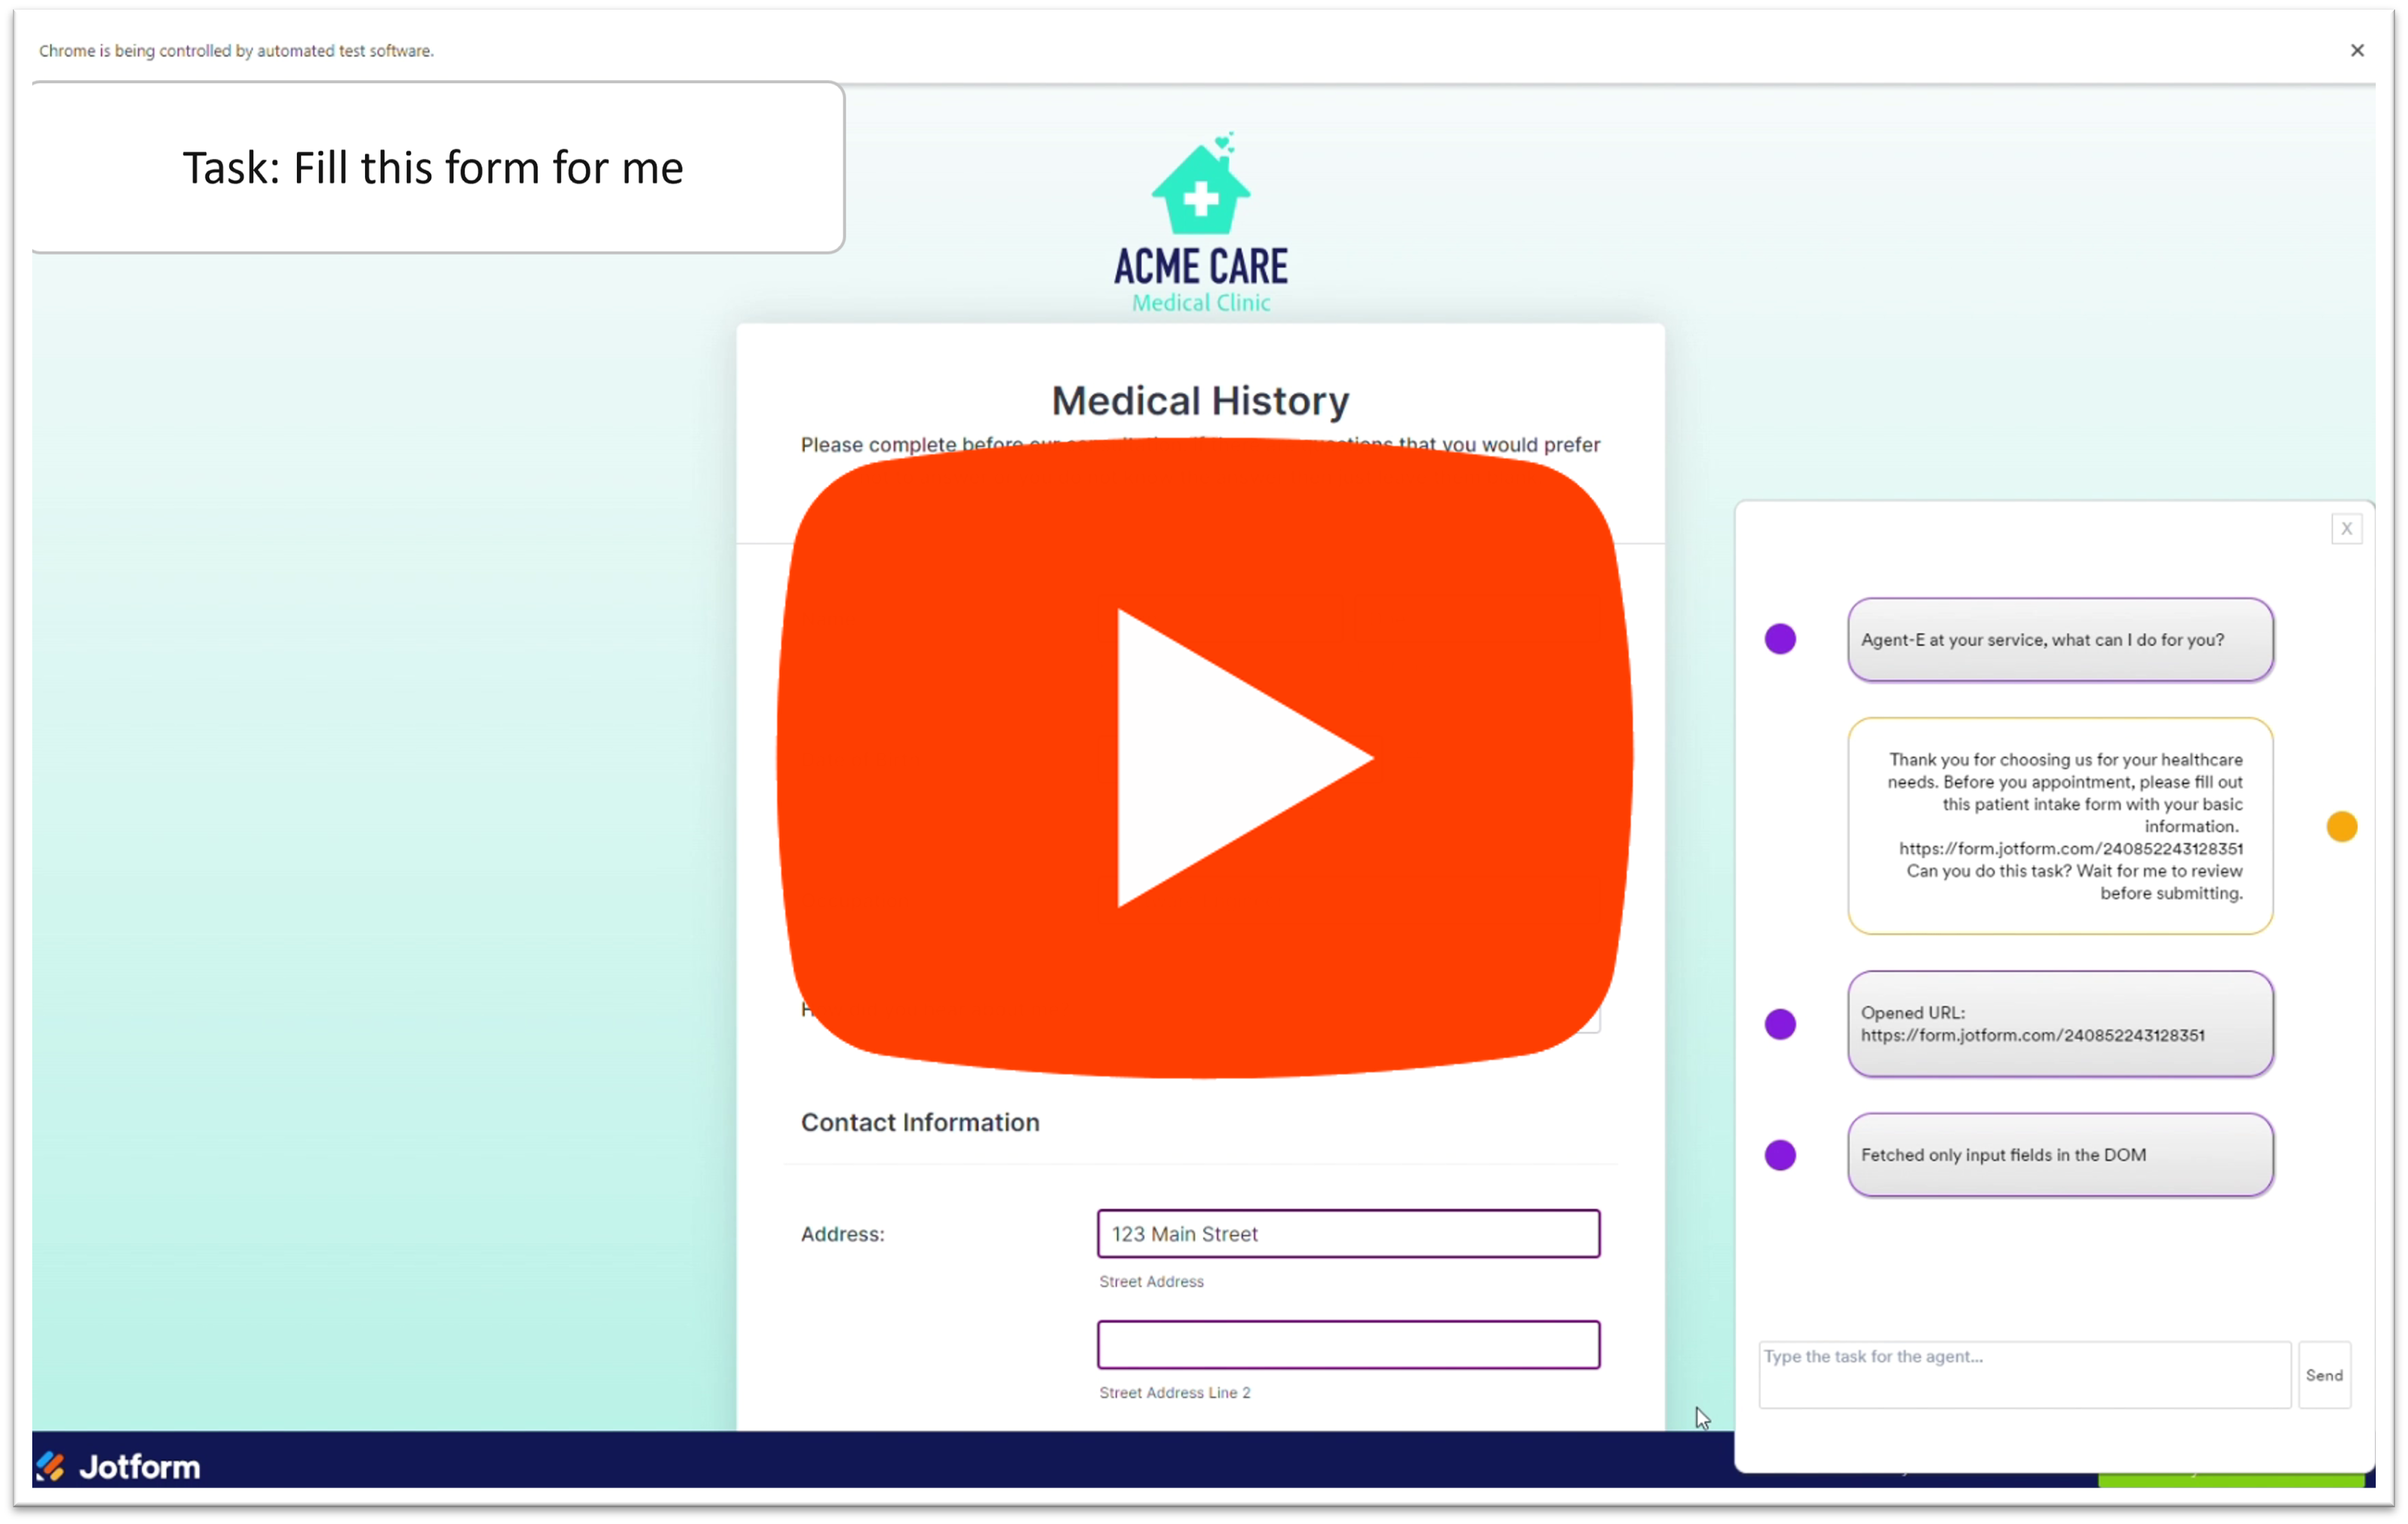 Chrome is being controlled by automated test software.
Task: Fill this form for me
ACME CARE
Medical Clinic
Medical History
Please complete before that you would prefer
Contact Information
Address:
123 Main Street
Street Address
Street Address Line 2
Jotform
X
Agent-E at your service, what can I do for you?
Thank you for choosing us for your healthcare
needs. Before you appointment, please fill out
this patient intake form with your basic
information.
https://form.jotform.com/240852243128351
Can you do this task? Wait for me to review
before submitting.
Opened URL:
https://form.jotform.com/240852243128351
Fetched only input fields in the DOM
Type the task for the agent...
Send